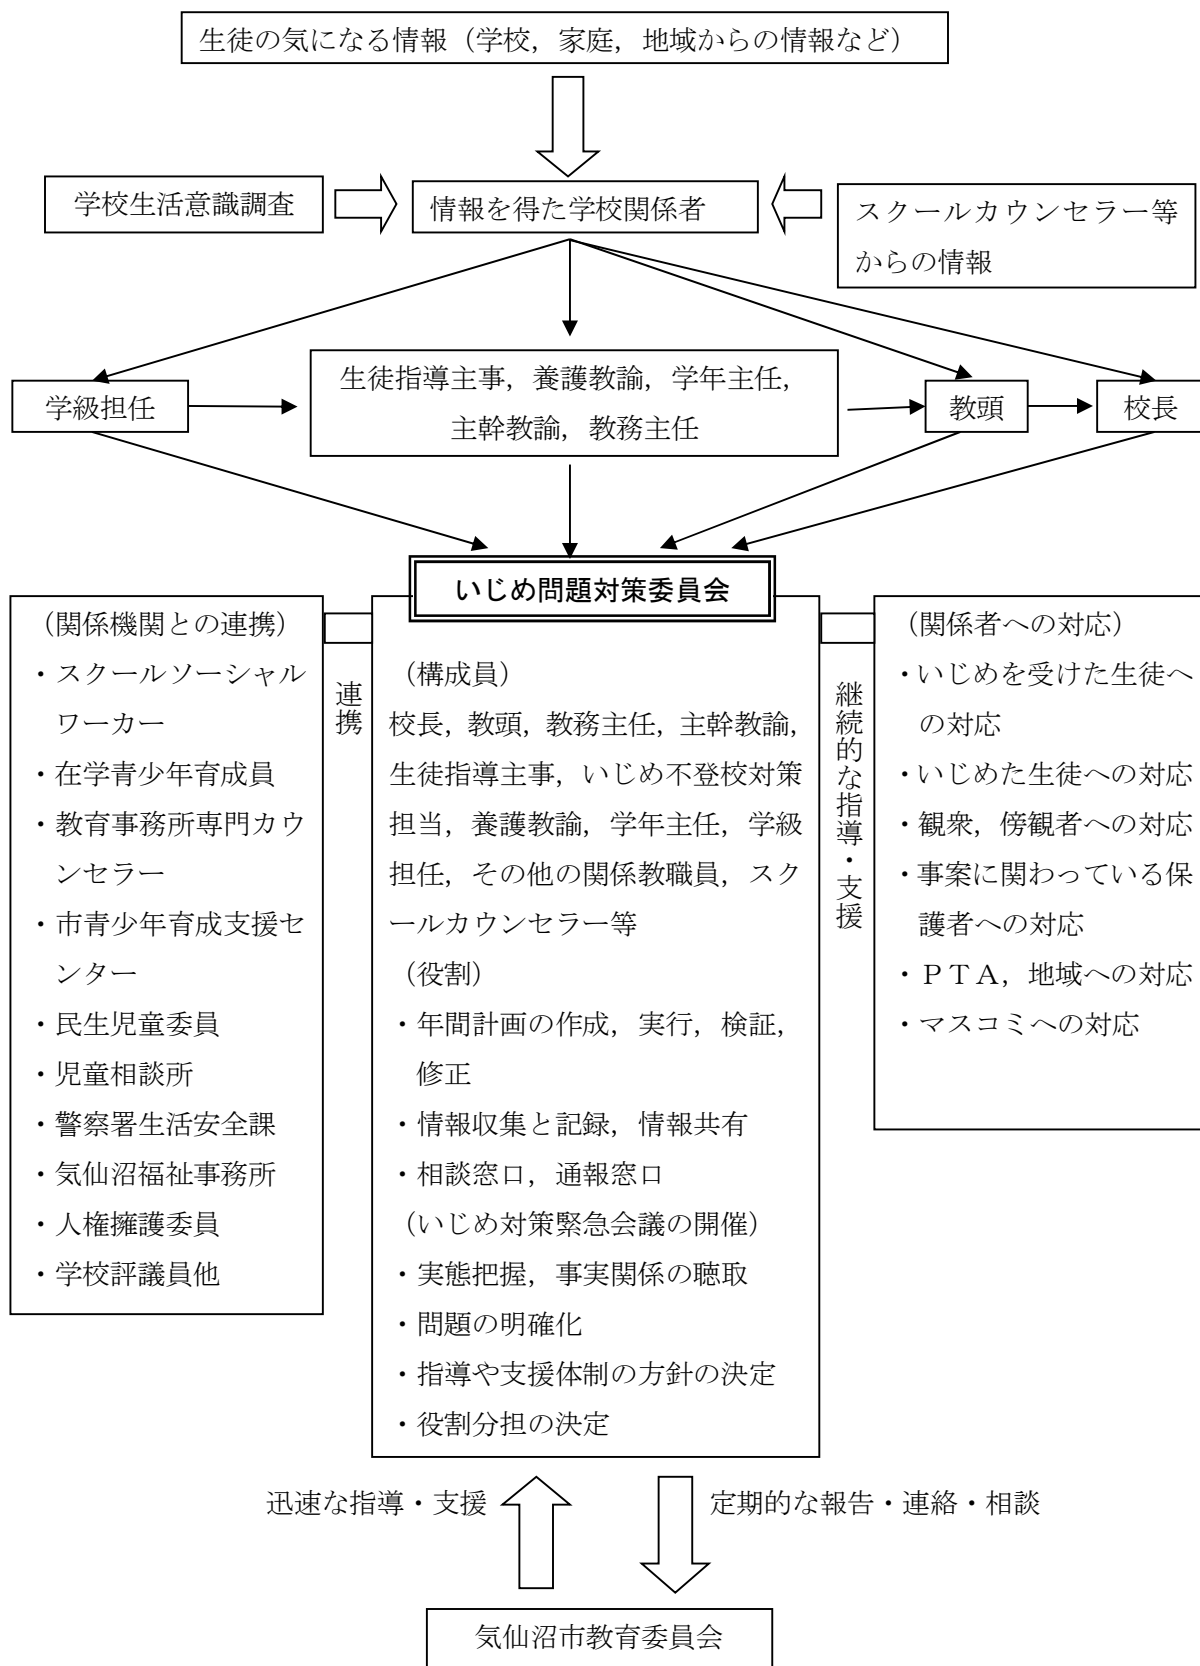 生徒の気になる情報（学校，家庭，地域からの情報など）
学校生活意識調査
情報を得た学校関係者
スクールカウンセラー等
からの情報
学級担任
生徒指導主事，養護教諭，学年主任，
主幹教諭，教務主任
教頭
校長
いじめ問題対策委員会
（関係機関との連携）
・スクールソーシャル
ワーカー
・在学青少年育成員
・教育事務所専門カウ
ンセラー
・市青少年育成支援セ
ンター
・民生児童委員
・児童相談所
・警察署生活安全課
・気仙沼福祉事務所
・人権擁護委員
・学校評議員他
連携
（構成員）
校長，教頭，教務主任，主幹教諭，
生徒指導主事，いじめ不登校対策
担当，養護教諭，学年主任，学級
担任，その他の関係教職員，スク
ールカウンセラー等
（役割）
・年間計画の作成，実行，検証，
修正
・情報収集と記録，情報共有
・相談窓口，通報窓口
（いじめ対策緊急会議の開催）
・実態把握，事実関係の聴取
・問題の明確化
・指導や支援体制の方針の決定
・役割分担の決定
継続的な指導・支援
（関係者への対応）
・いじめを受けた生徒へ
の対応
・いじめた生徒への対応
・観衆，傍観者への対応
・事案に関わっている保
護者への対応
・ＰＴＡ，地域への対応
・マスコミへの対応
迅速な指導・支援
定期的な報告・連絡・相談
気仙沼市教育委員会